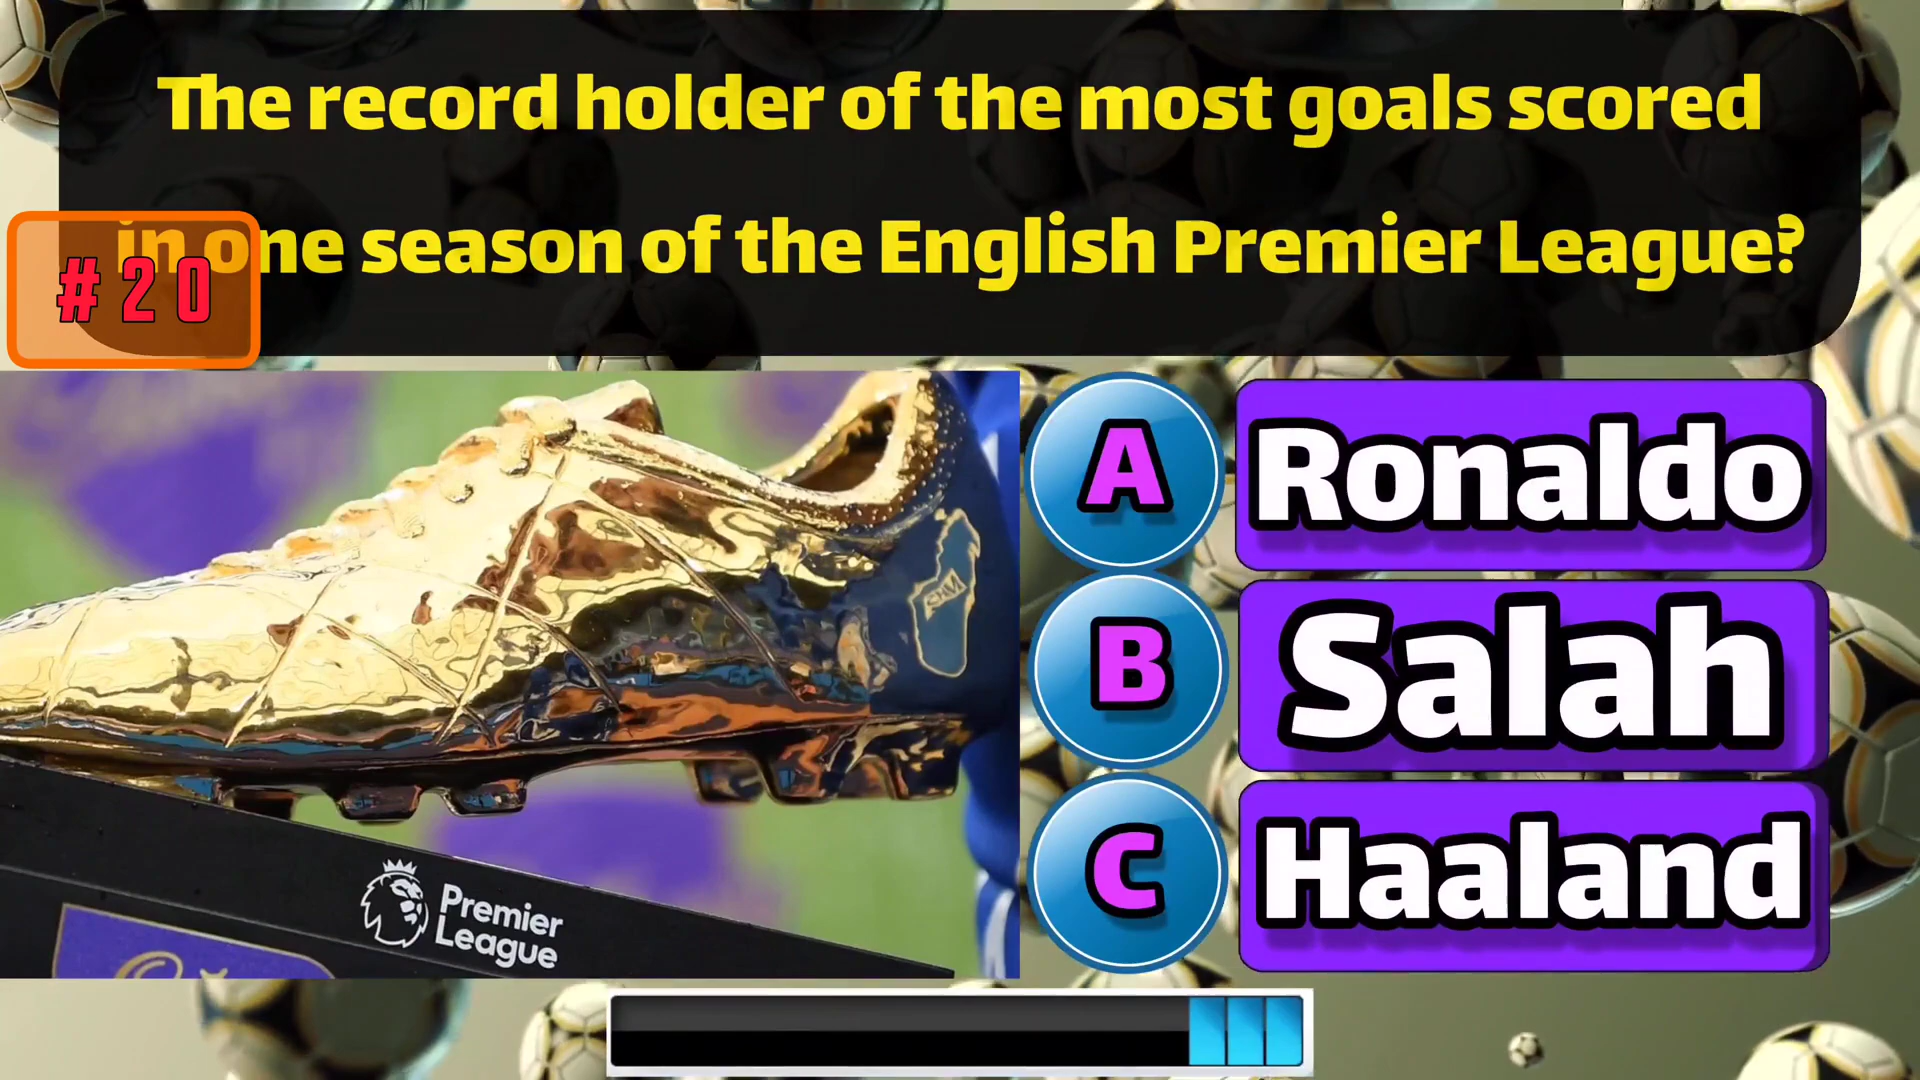 The record holder of the most goals scored
in one season of the English Premier League?
#20
A Ronaldo
B Salah
C Haaland
Premier
League